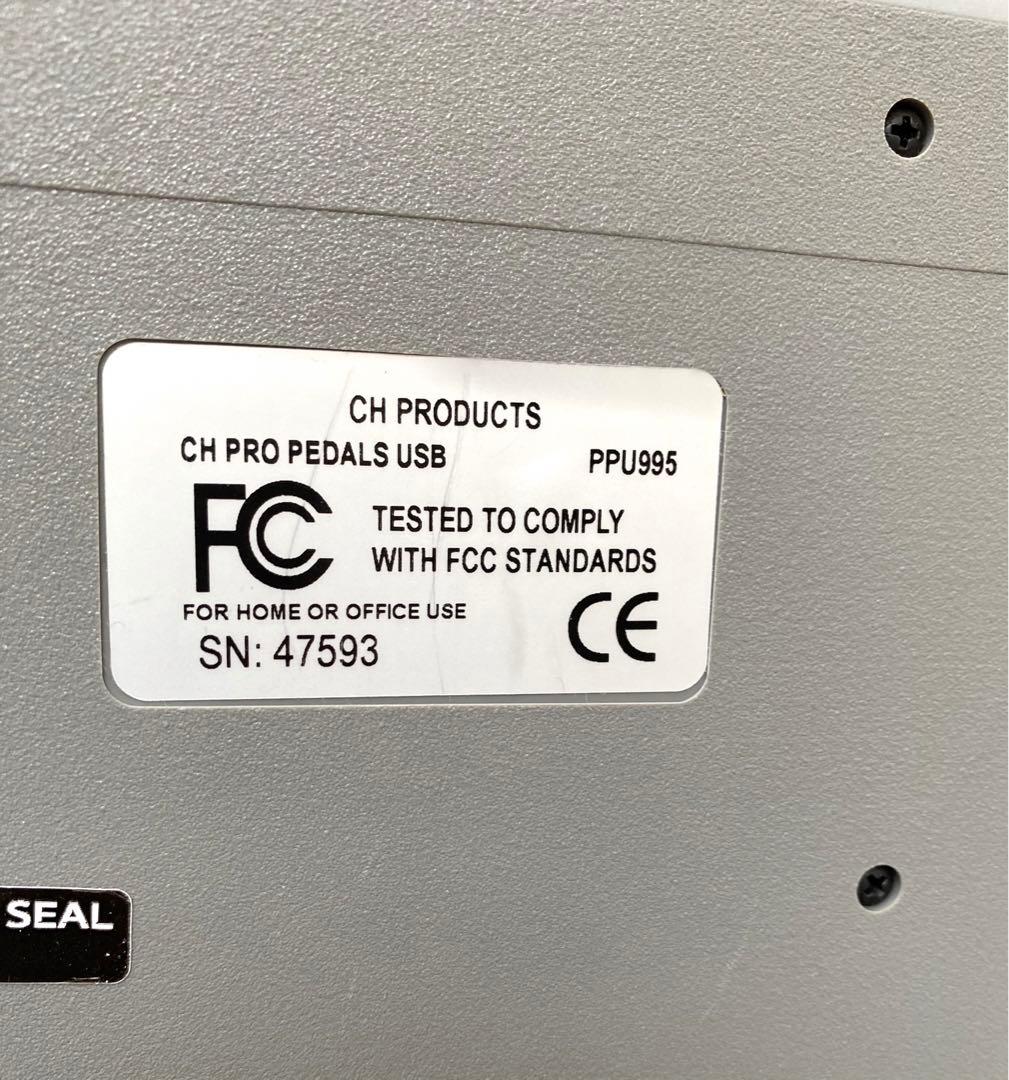 CH PRODUCTS
CH PRO PEDALS USB PPU995
FC TESTED TO COMPLY
WITH FCC STANDARDS
FOR HOME OR OFFICE USE
SN: 47593 CE
SEAL